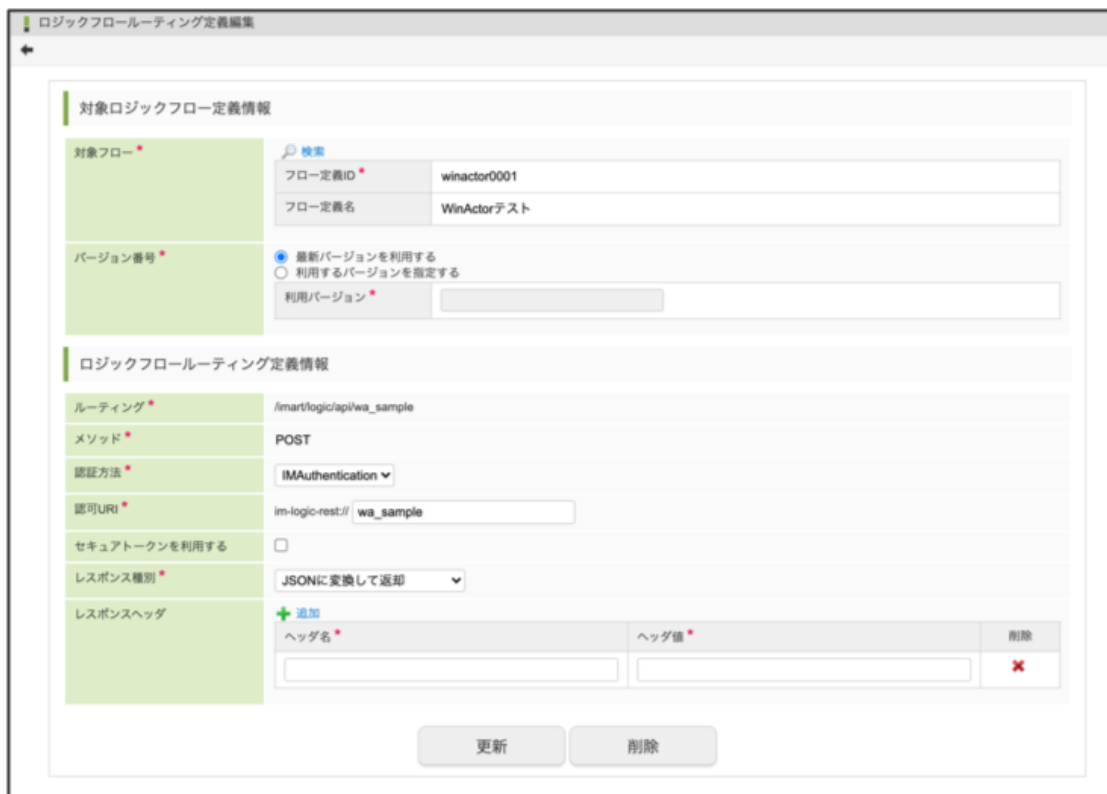 ロジックフロールーティング定義編集
対象ロジックフロー定義情報
対象フロー *
検索
フロー定義ID *
winactor0001
フロー定義名
WinActorテスト
バージョン番号 *
最新バージョンを利用する
利用するバージョンを指定する
利用バージョン *
ロジックフロールーティング定義情報
ルーティング *
/imart/logic/api/wa_sample
メソッド *
POST
認証方法 *
IMAuthentication
認可URI *
im-logic-rest:// wa_sample
セキュアトークンを利用する
レスポンス種別 *
JSONに変換して返却
レスポンスヘッダ
追加
ヘッダ名 * ヘッダ値 * 削除
更新 削除